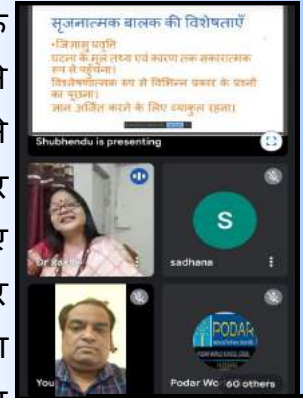 सृजनात्मक बालक की विशेषताएँ
•जिज्ञासु प्रवृत्ति
घटना के मूल तथ्य एवं कारण तक सकारात्मक
रूप से पहुँचना।
विश्लेषणात्मक रुप से विभिन्न प्रकार के प्रश्नों
का पूछना।
ज्ञान अर्जित करने के लिए व्याकुल रहना।
Shubhendu is presenting
S
Dr
sadhana
PODAR
You
Podar Wo
60 others